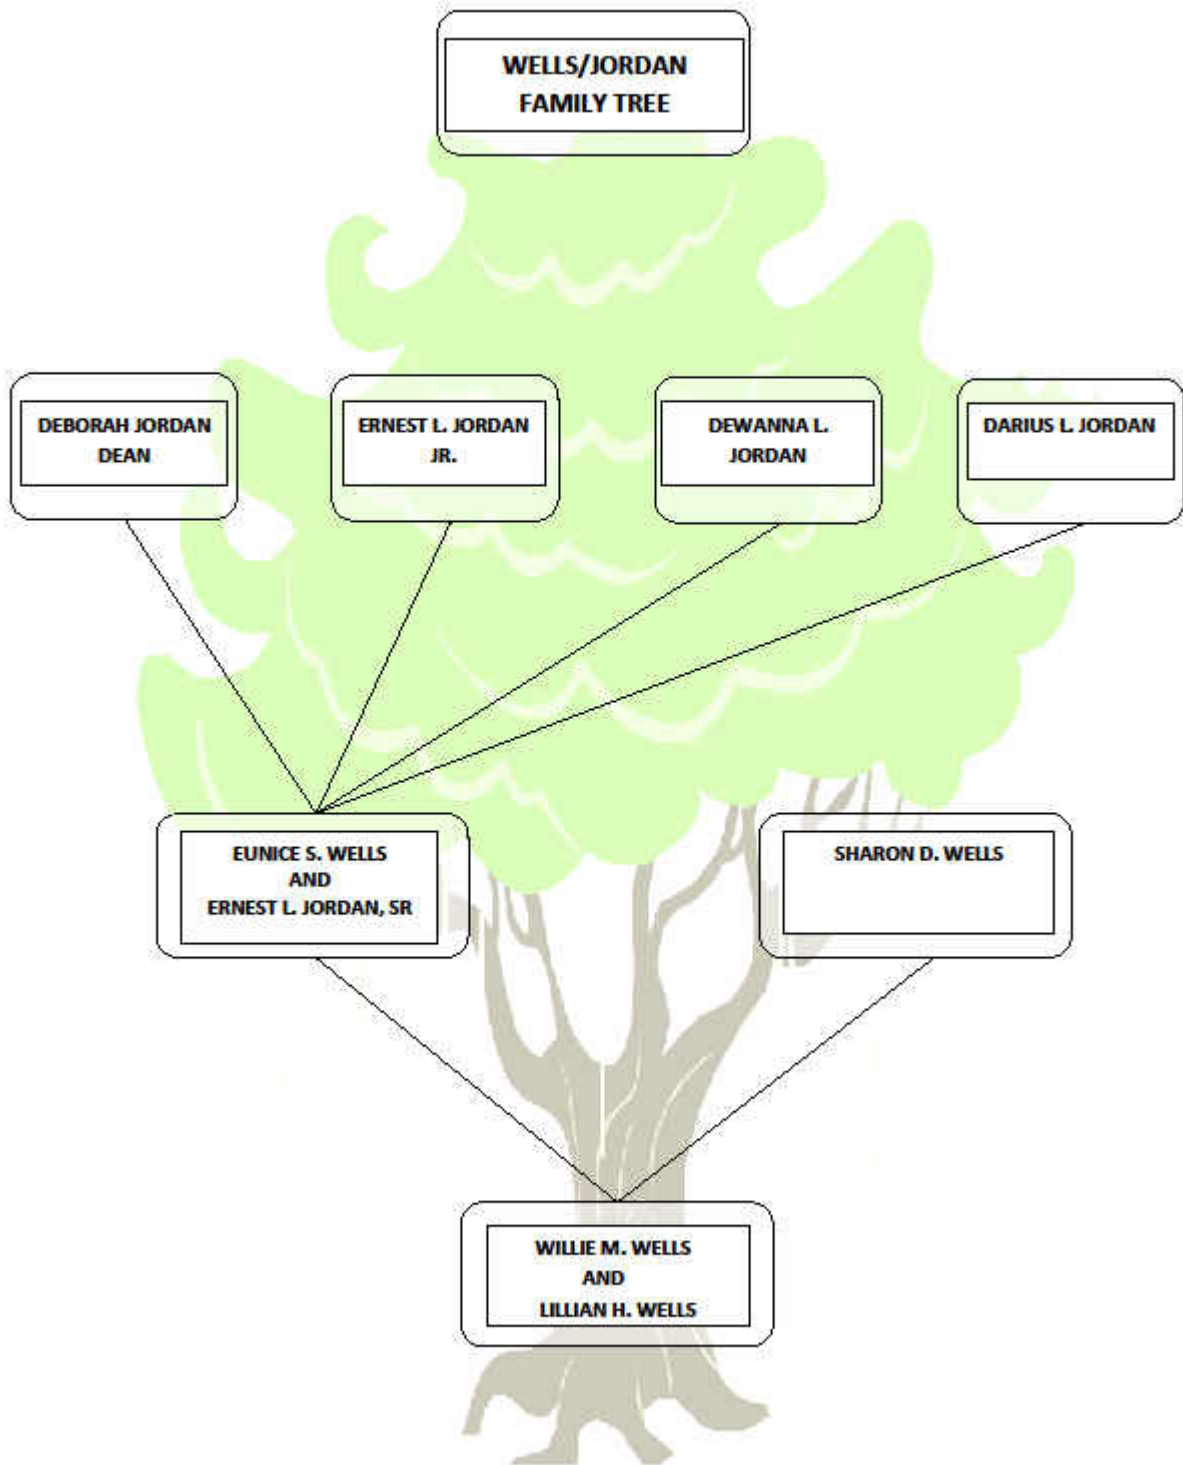 WELLS/JORDAN
FAMILY TREE
DEBORAH JORDAN
DEAN
ERNEST L. JORDAN
JR.
DEWANNA L.
JORDAN
DARIUS L. JORDAN
EUNICE S. WELLS
AND
ERNEST L. JORDAN, SR
SHARON D. WELLS
WILLIE M. WELLS
AND
LILLIAN H. WELLS